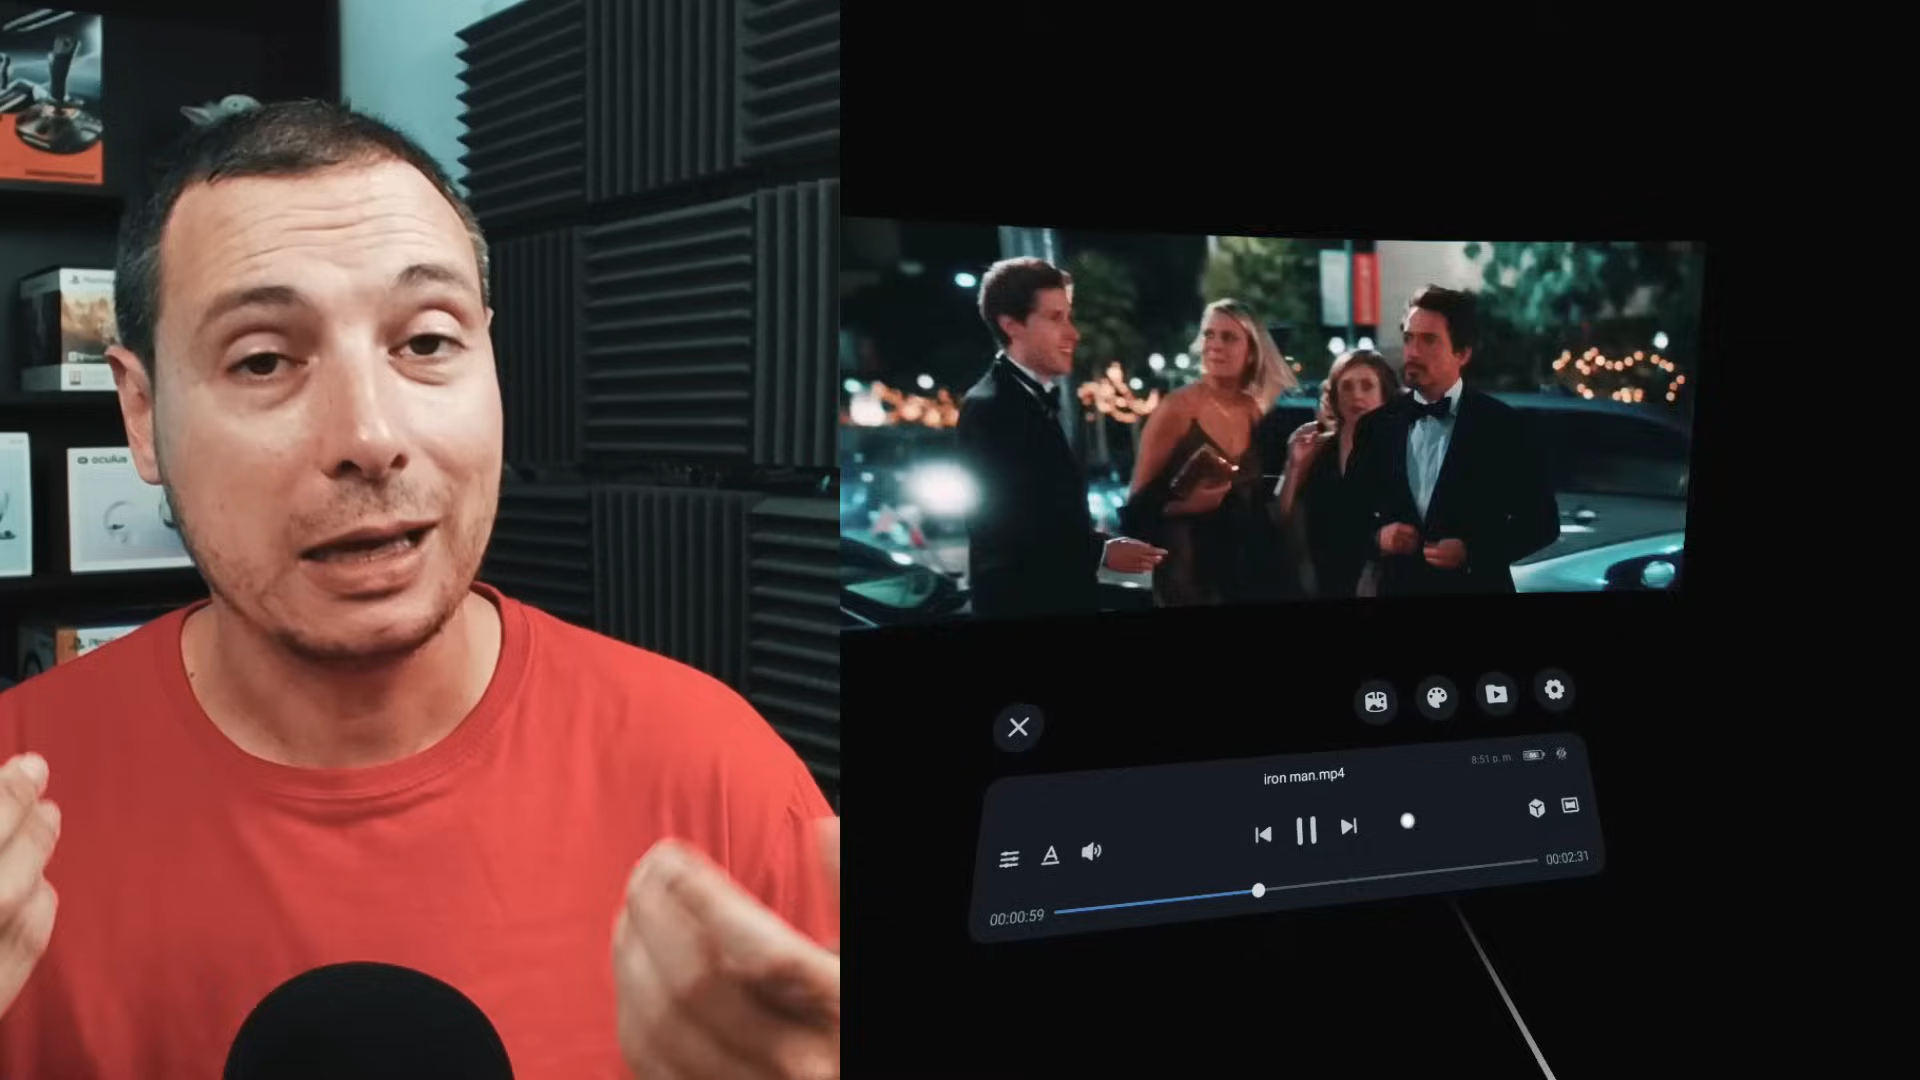 oculus
iron man.mp4
8:51 p. m.
00:00:59
00:02:31